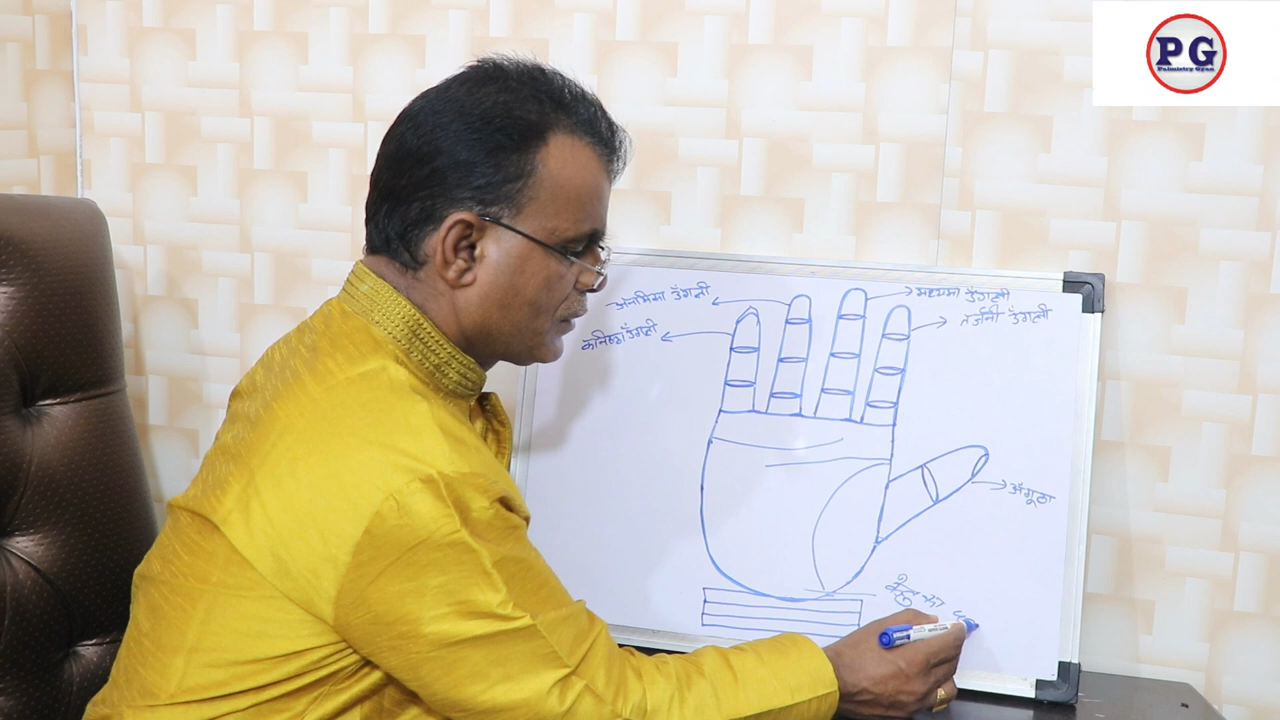 PG
Palmistry Gyan
अनामिका उँगली
मध्यमा उँगली
तर्जनी उँगली
कनिष्ठा उँगली
अँगूठा
केतु का